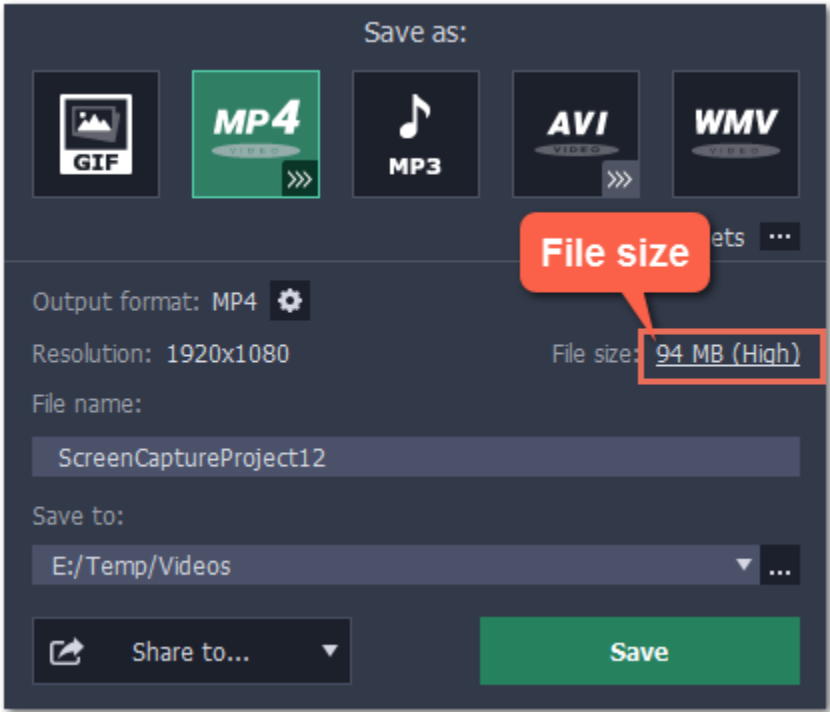 Save as:
GIF
MP4
VIDEO
MP3
AVI
VIDEO
WMV
VIDEO
ets ...
File size
Output format: MP4
Resolution: 1920x1080
File size: 94 MB (High)
File name:
ScreenCaptureProject12
Save to:
E:/Temp/Videos
...
Share to...
Save